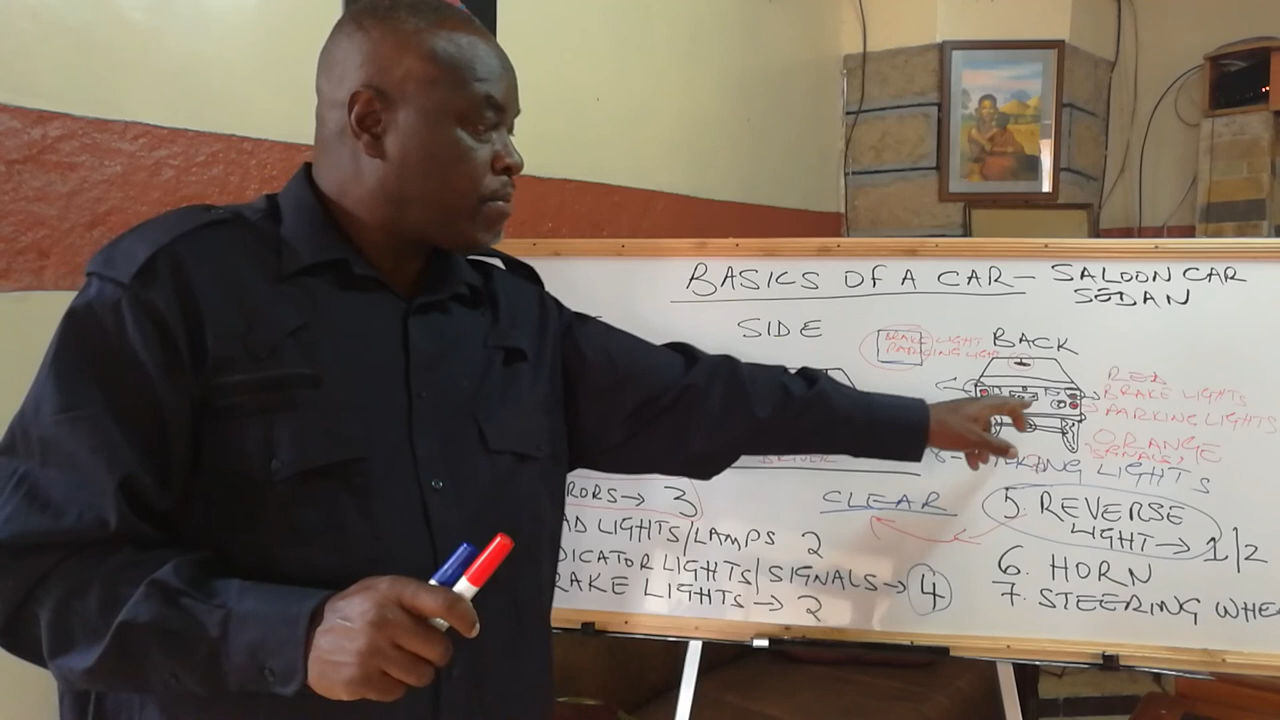 BASICS OF A CAR – SALOON CAR
SEDAN
SIDE
BRAKE LIGHT
PARKING LIGHT
BACK
RED
BRAKE LIGHTS
PARKING LIGHTS
ORANGE
SIGNALS,
DRIVER
KING LIGHTS
RORS → 3
CLEAR
AD LIGHTS/LAMPS 2
DICATOR LIGHTS/SIGNALS → 4
RAKE LIGHTS → 2
5. REVERSE
LIGHT → 1/2
6. HORN
7. STEERING WHE